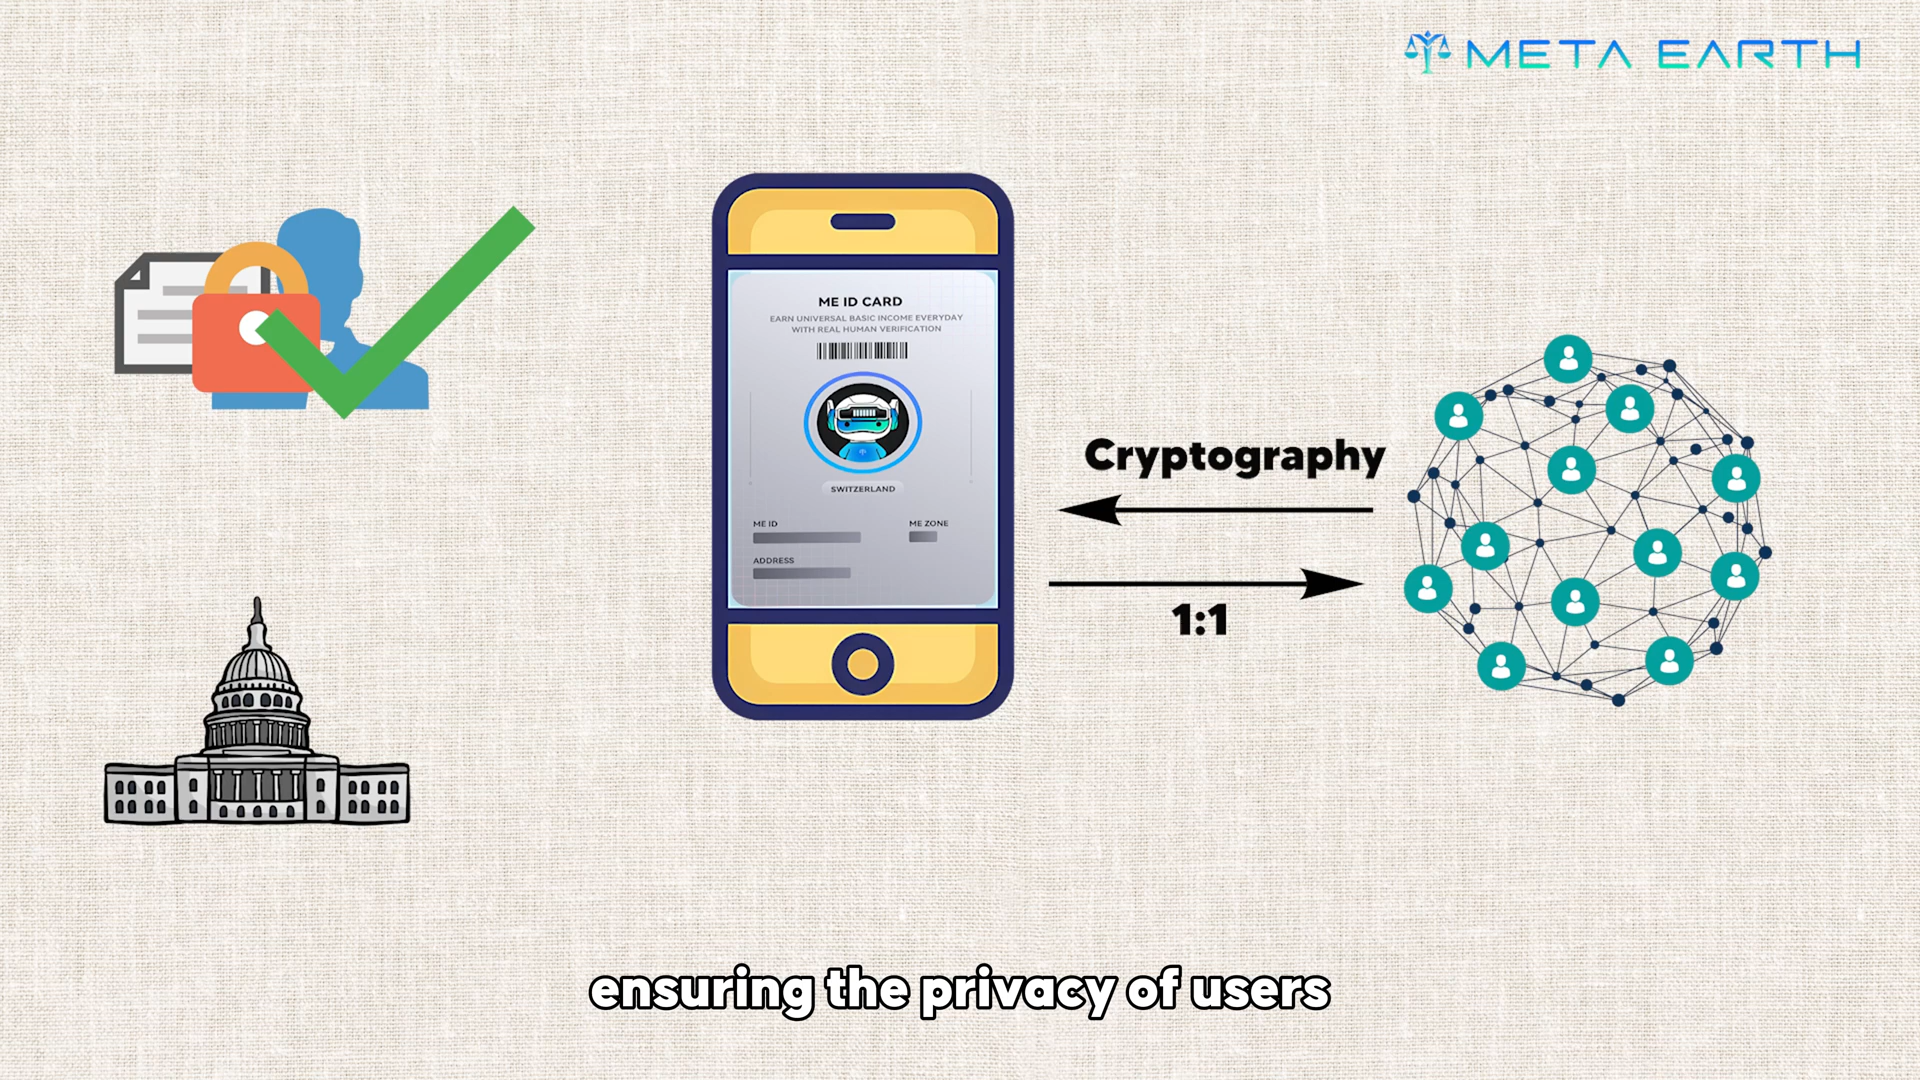 META EARTH
ME ID CARD
EARN UNIVERSAL BASIC INCOME EVERYDAY
WITH REAL HUMAN VERIFICATION
SWITZERLAND
ME ID
ME ZONE
ADDRESS
Cryptography
1:1
ensuring the privacy of users